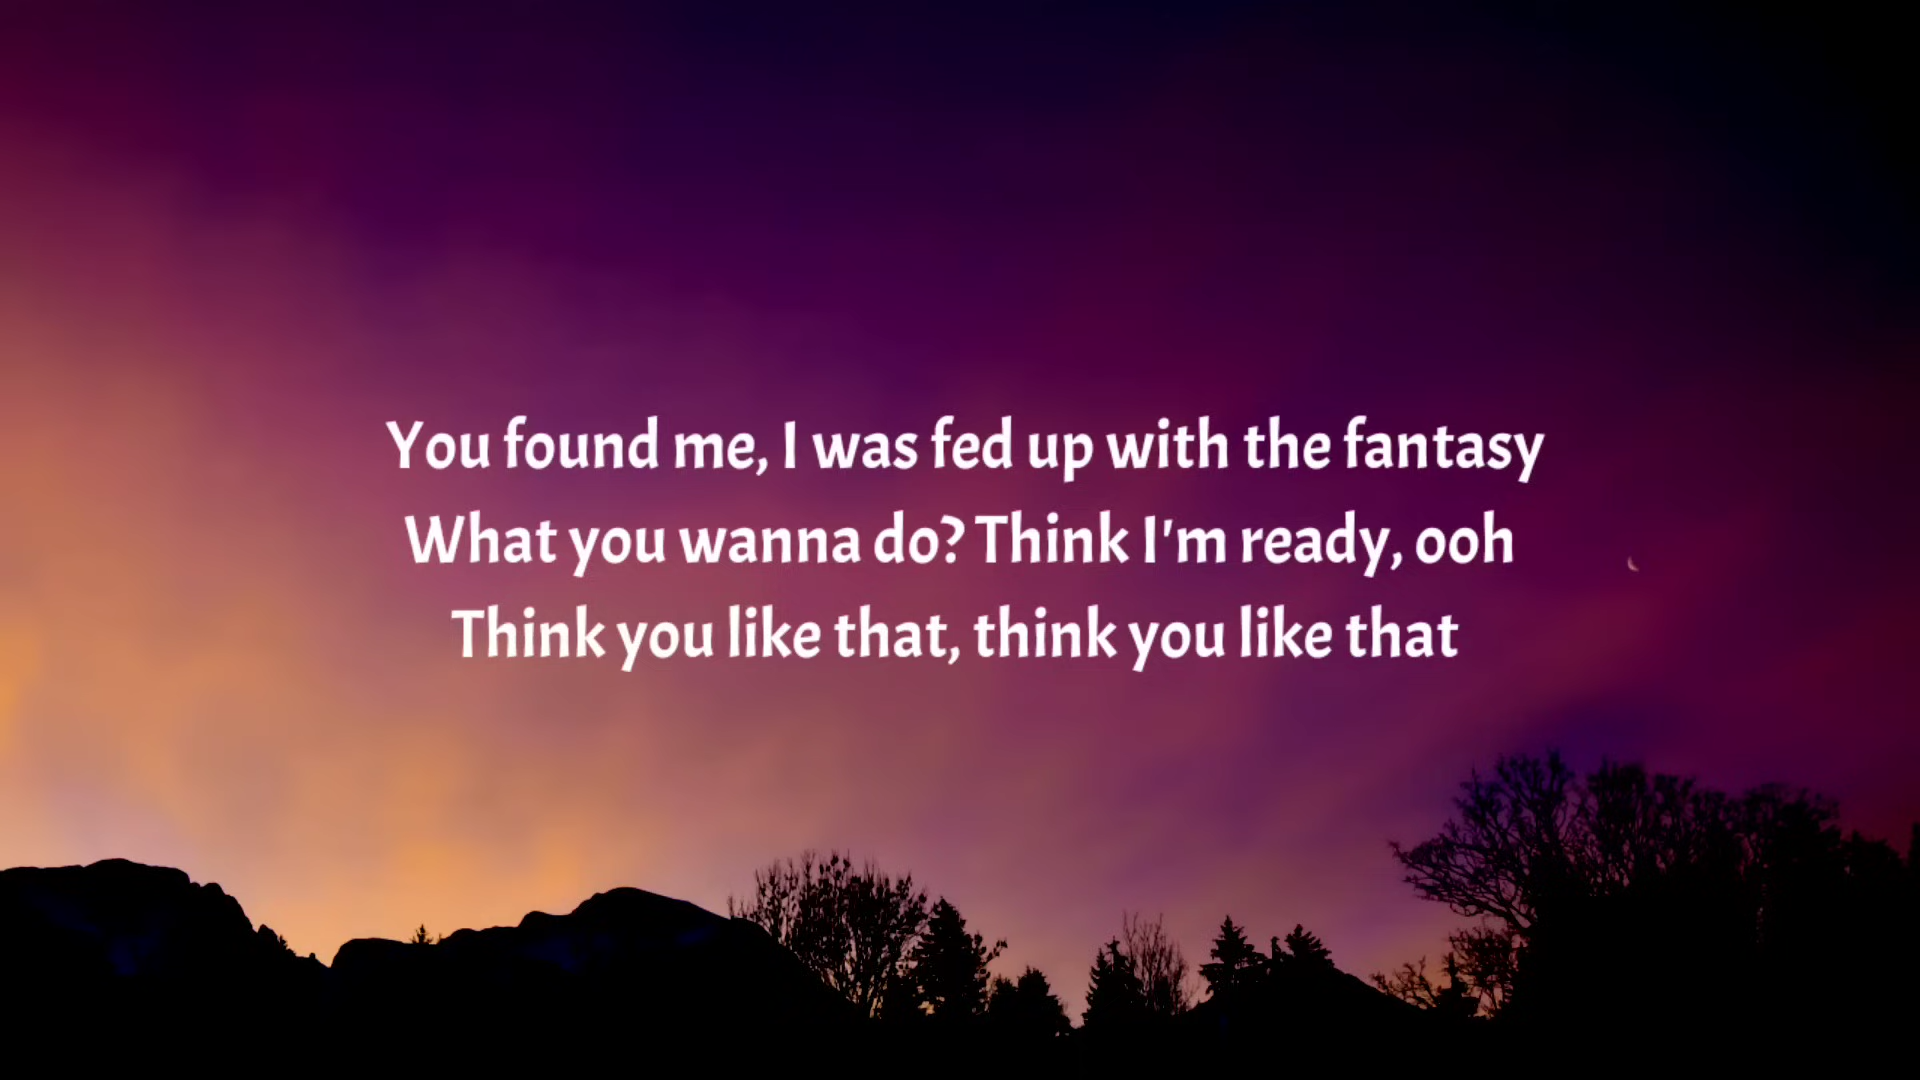 You found me, I was fed up with the fantasy
What you wanna do? Think I'm ready, ooh
Think you like that, think you like that